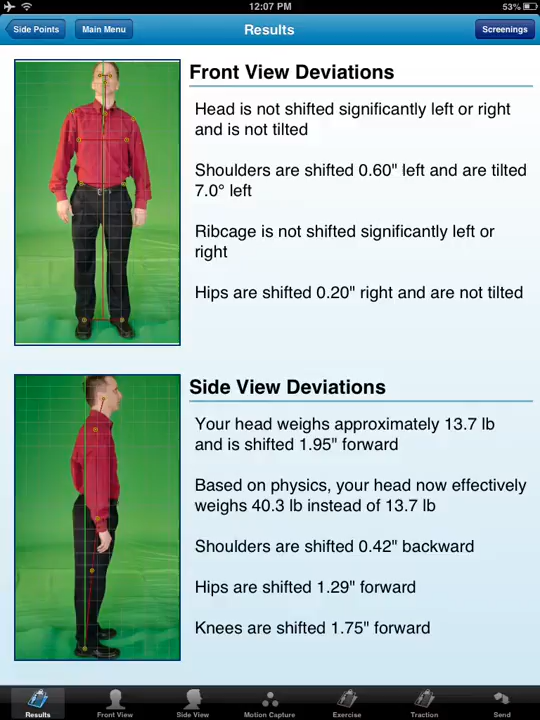 12:07 PM
53%
Side Points
Main Menu
Results
Screenings
Front View Deviations
Head is not shifted significantly left or right
and is not tilted
Shoulders are shifted 0.60" left and are tilted
7.0° left
Ribcage is not shifted significantly left or
right
Hips are shifted 0.20" right and are not tilted
Side View Deviations
Your head weighs approximately 13.7 lb
and is shifted 1.95" forward
Based on physics, your head now effectively
weighs 40.3 lb instead of 13.7 lb
Shoulders are shifted 0.42" backward
Hips are shifted 1.29" forward
Knees are shifted 1.75" forward
Results
Front View
Side View
Motion Capture
Exercise
Traction
Send